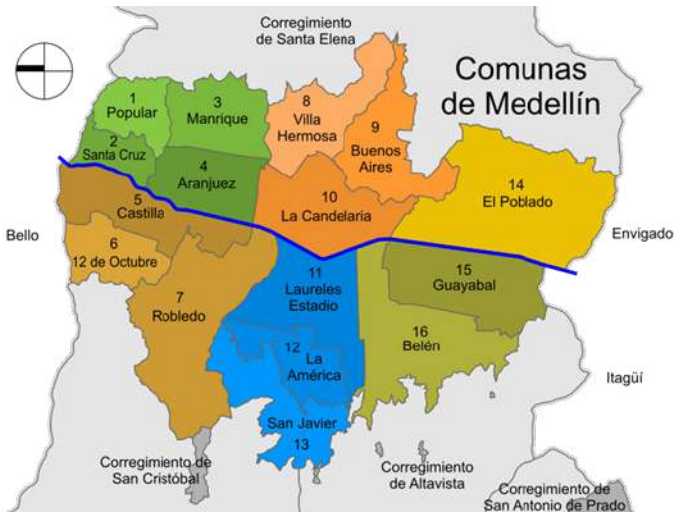 Corregimiento
de Santa Elena
Comunas
de Medellín
1
Popular
2
Santa Cruz
3
Manrique
4
Aranjuez
8
Villa
Hermosa
9
Buenos
Aires
10
La Candelaria
14
El Poblado
Bello
Envigado
5
Castilla
6
12 de Octubre
7
Robledo
11
Laureles
Estadio
12
La
América
San Javier
13
15
Guayabal
16
Belén
Itagüí
Corregimiento de
San Cristóbal
Corregimiento
de Altavista
Corregimiento de
San Antonio de Prado